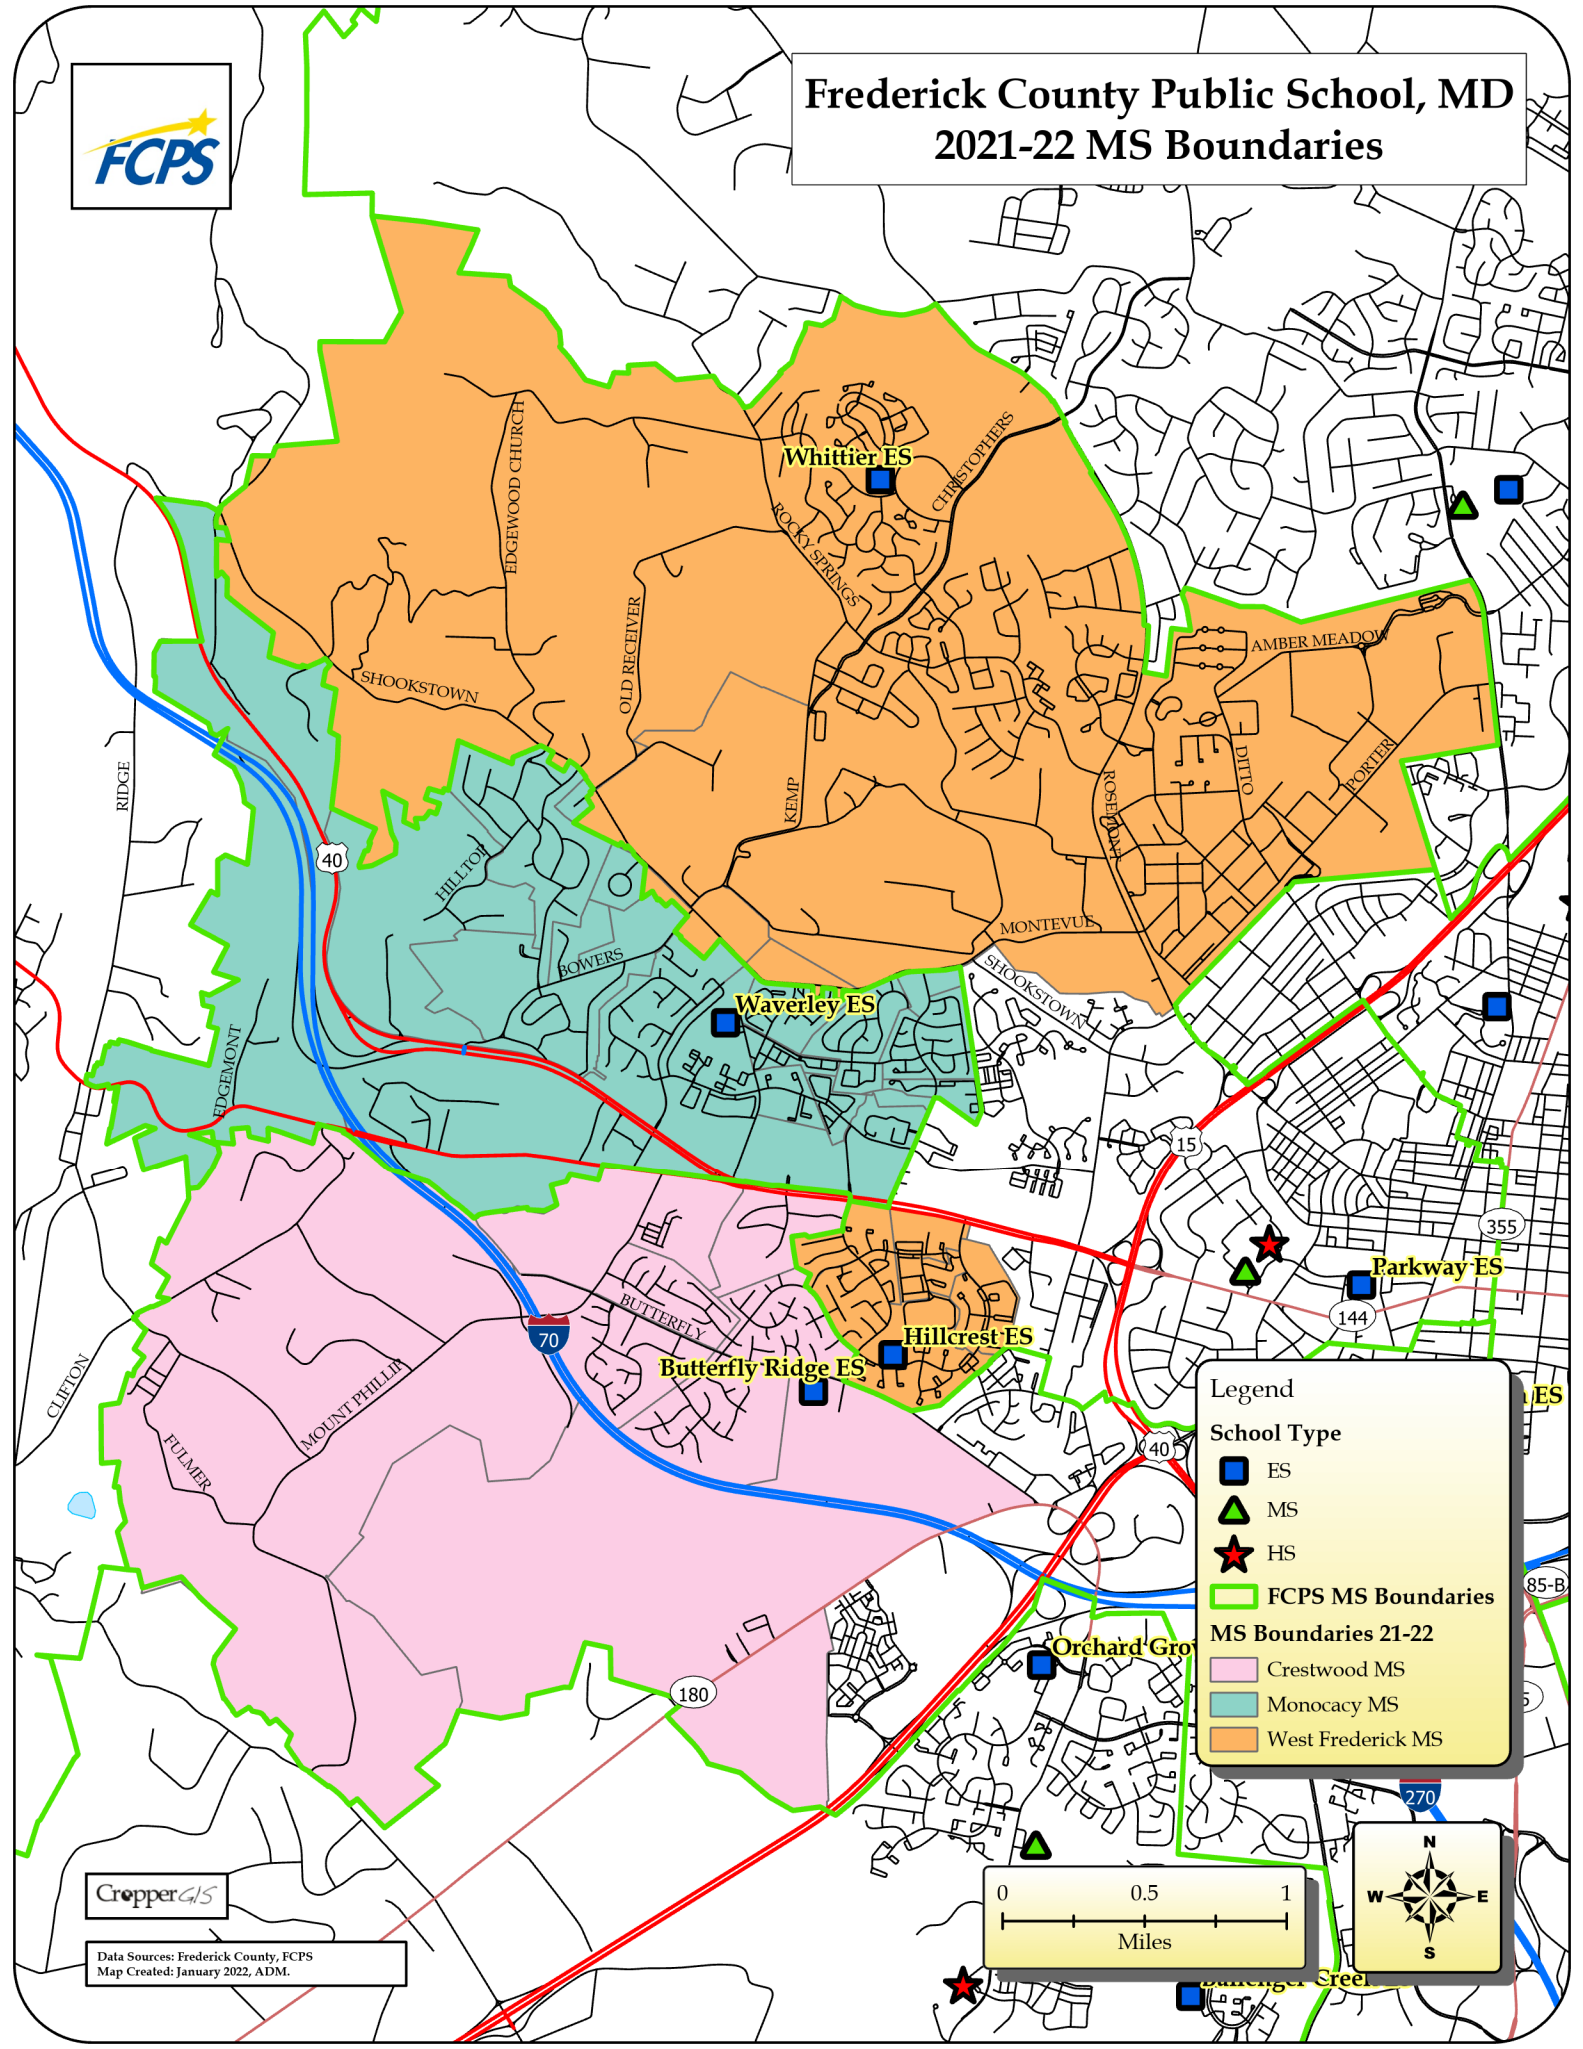 FCPS
Frederick County Public School, MD
2021-22 MS Boundaries
EDGEWOOD CHURCH
Whittier ES
CHRISTOPHERS
ROCKY SPRINGS
OLD RECEIVER
SHOOKSTOWN
AMBER MEADOW
RIDGE
KEMP
ROSEMONT
DITTO
PORTER
40
HILLTOP
BOWERS
MONTEVUE
SHOOKSTOWN
Waverley ES
EDGEMONT
15
355
Parkway ES
144
BUTTERFLY
70
Hillcrest ES
Butterfly Ridge ES
CLIFTON
MOUNT PHILLIP
FULMER
40
ES
85-B
Orchard Gro
180
Legend
School Type
ES
MS
HS
FCPS MS Boundaries
MS Boundaries 21-22
Crestwood MS
Monocacy MS
West Frederick MS
270
N
W E
S
0 0.5 1
Miles
CropperGIS
Data Sources: Frederick County, FCPS
Map Created: January 2022, ADM.